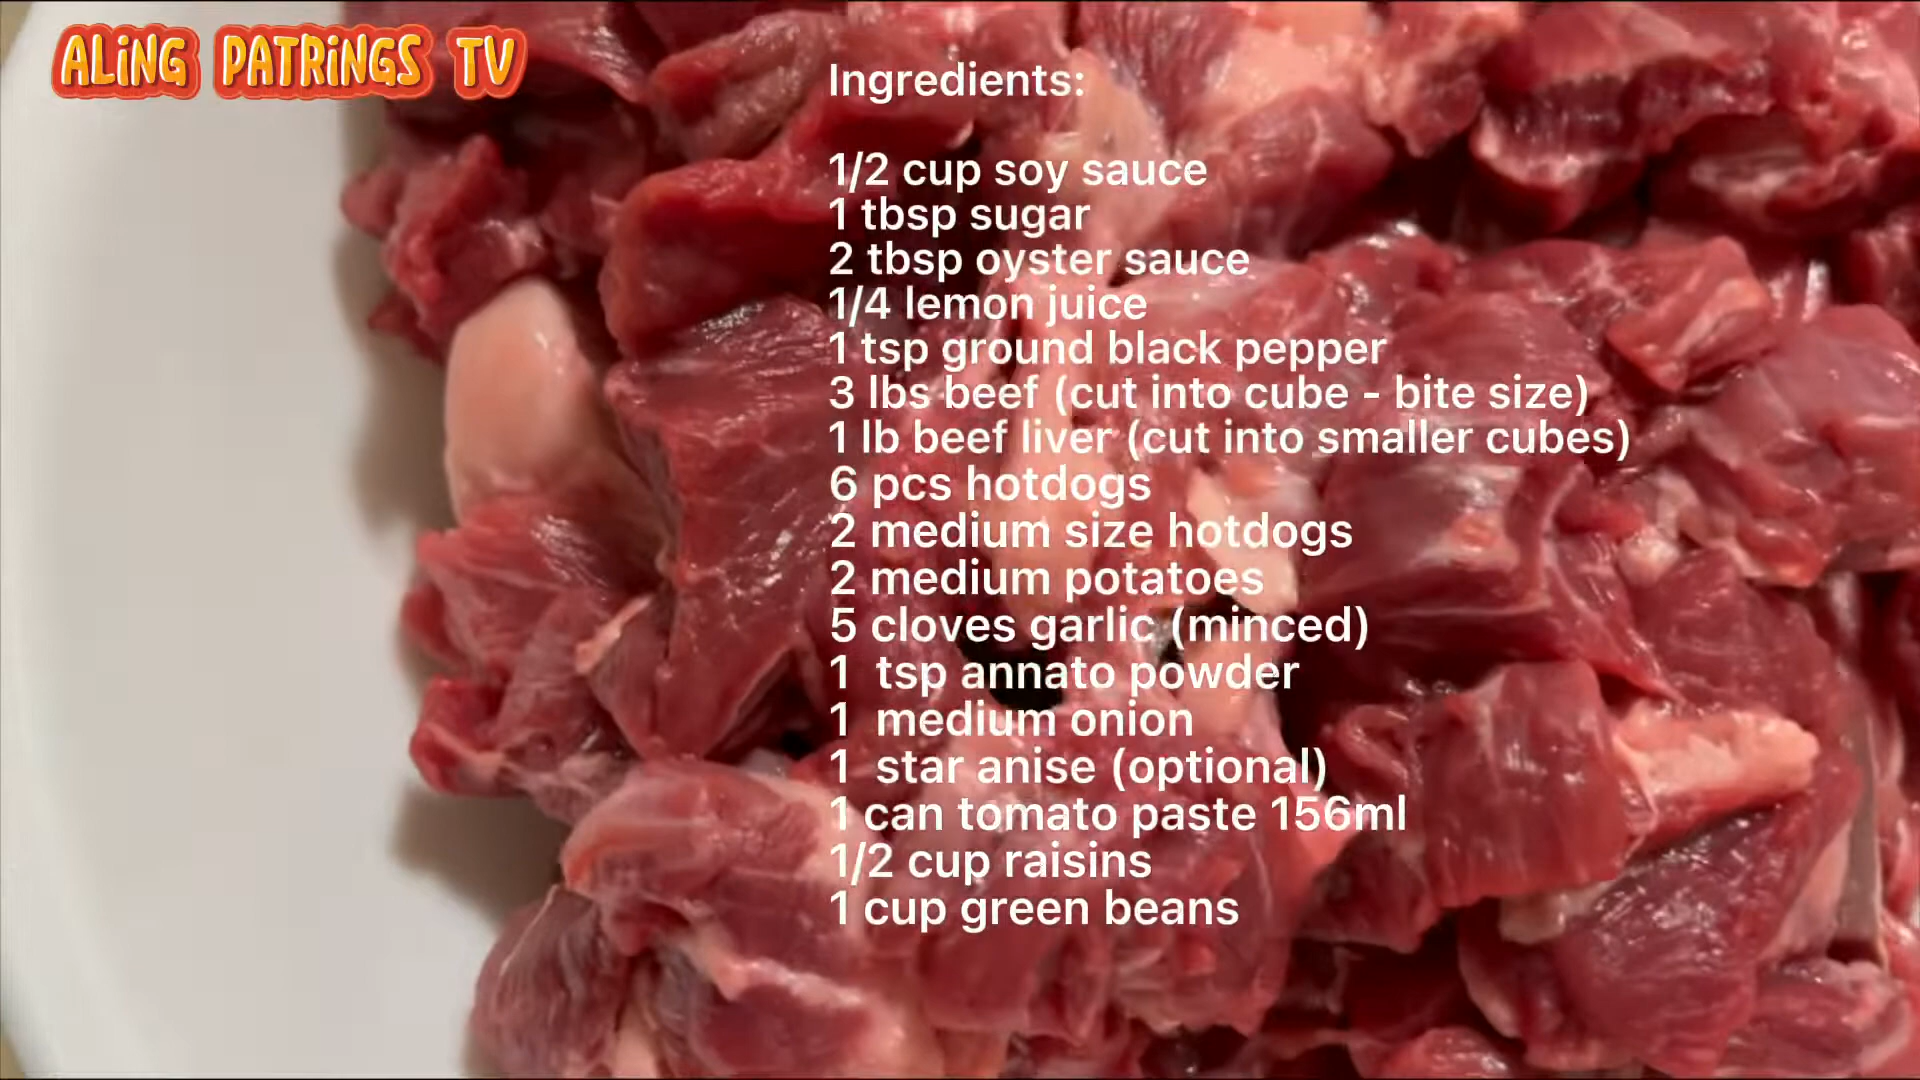 ALiNG PATRiNGS TV
Ingredients:
1/2 cup soy sauce
1 tbsp sugar
2 tbsp oyster sauce
1/4 lemon juice
1 tsp ground black pepper
3 lbs beef (cut into cube - bite size)
1 lb beef liver (cut into smaller cubes)
6 pcs hotdogs
2 medium size hotdogs
2 medium potatoes
5 cloves garlic (minced)
1  tsp annato powder
1  medium onion
1  star anise (optional)
1 can tomato paste 156ml
1/2 cup raisins
1 cup green beans